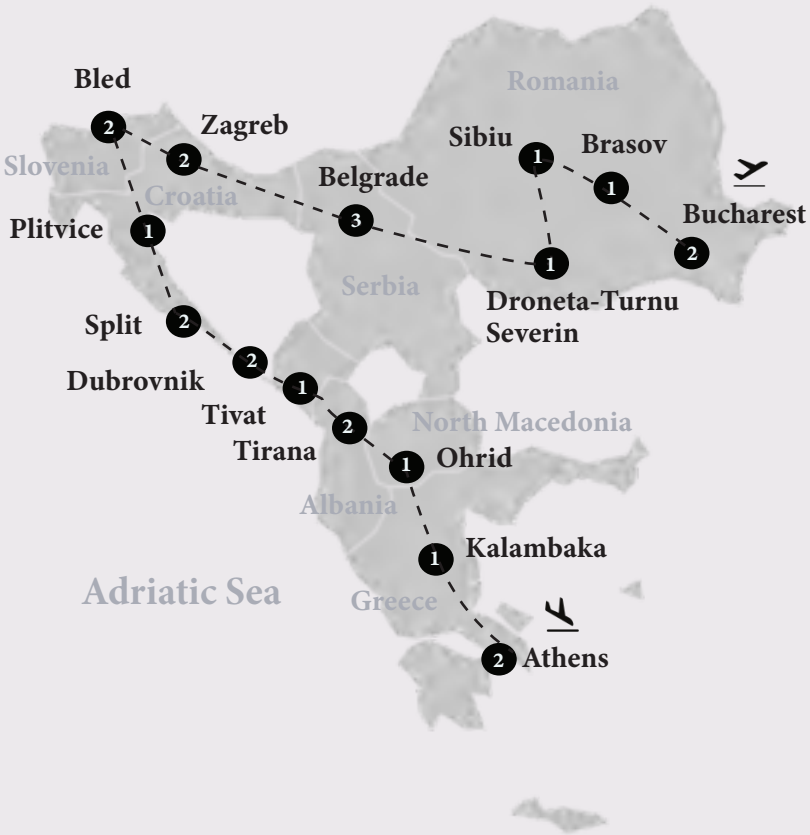 Bled
2
Romania
Zagreb
2
Sibiu
1
Brasov
1
Slovenia
Croatia
Belgrade
3
Bucharest
2
Plitvice
1
1
Droneta-Turnu
Severin
Serbia
Split
2
Dubrovnik
2
Tivat
1
Tirana
2
North Macedonia
Ohrid
1
Albania
Kalambaka
1
Adriatic Sea
Greece
2
Athens